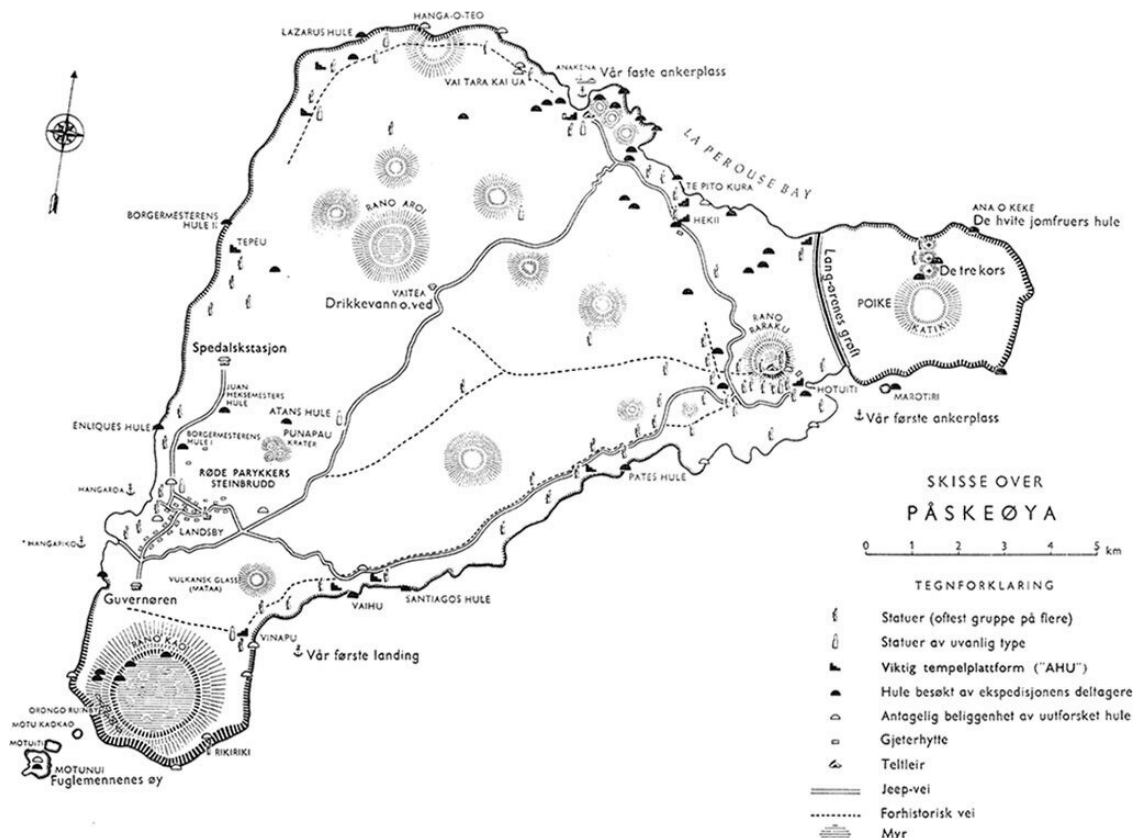 HANGA-O-TEO
LAZARUS HULE
VAI TARA KAI UA
ANAKENA
Vår faste ankerplass
LA PEROUSE BAY
TE PITO KURA
HEKII
ANA O KEKE
De hvite jomfruers hule
De tre kors
POIKE
KATIKI
Lang-ørenes grøft
BORGERMESTERENS
HULE II
TEPEU
RANO AROI
VAITEA
Drikkevann o. ved
RANO
RARAKU
HOTUITI
MAROTIRI
Vår første ankerplass
Spedalskstasjon
JUAN
HEKSEMESTERS
HULE
ATANS HULE
ENLIQUES HULE
BORGERMESTERENS
HULE I
PUNAPAU
KRATER
RØDE PARYKKERS
STEINBRUDD
PATES HULE
HANGAROA
LANDSBY
HANGAPIKO
VULKANSK GLASS
(MATAA)
Guvernøren
VAIHU
SANTIAGOS HULE
RANO KAO
VINAPU
Vår første landing
ORONGO RUINBY
MOTU KAOKAO
MOTUITI
RIKIRIKI
MOTUNUI
Fuglemennenes øy
SKISSE OVER
PÅSKEØYA
0 1 2 3 4 5 km
TEGNFORKLARING
Statuer (oftest gruppe på flere)
Statuer av uvanlig type
Viktig tempelplattform ("AHU")
Hule besøkt av ekspedisjonens deltagere
Antagelig beliggenhet av uutforsket hule
Gjeterhytte
Teltleir
Jeep-vei
Forhistorisk vei
Myr